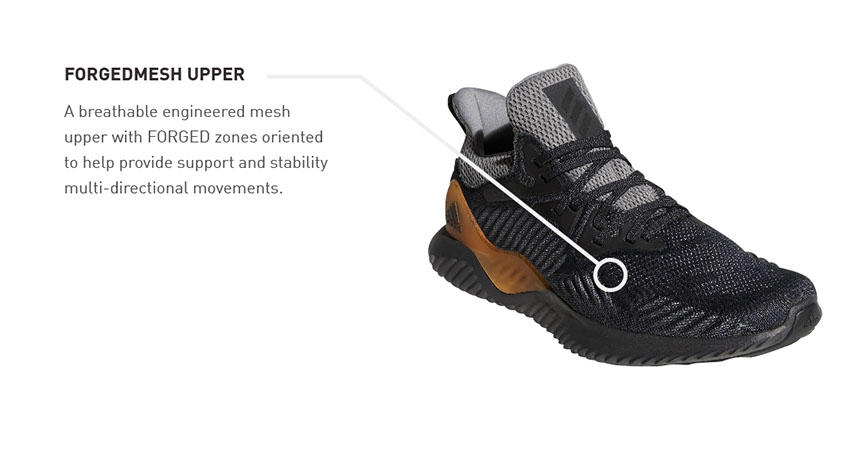 FORGEDMESH UPPER
A breathable engineered mesh
upper with FORGED zones oriented
to help provide support and stability
multi-directional movements.